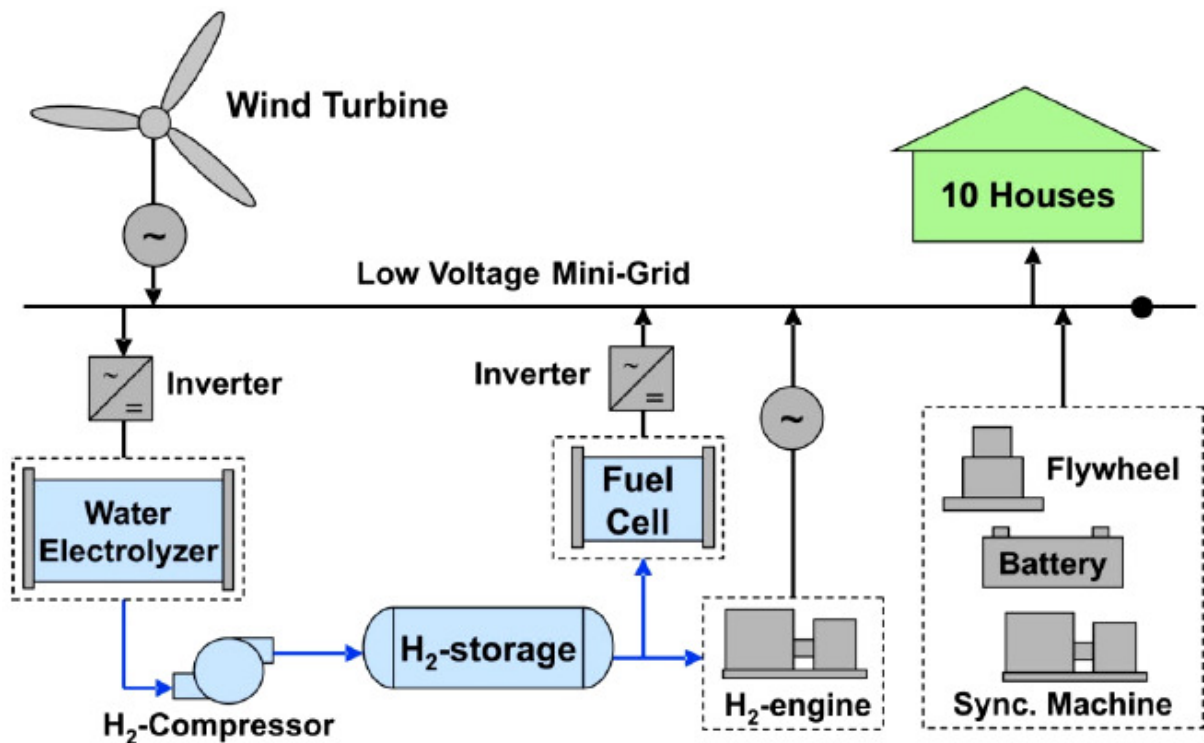 Wind Turbine
~
10 Houses
Low Voltage Mini-Grid
~
=
Inverter
Inverter
~
=
~
Water
Electrolyzer
Fuel
Cell
Flywheel
Battery
H₂-storage
H₂-Compressor
H₂-engine
Sync. Machine